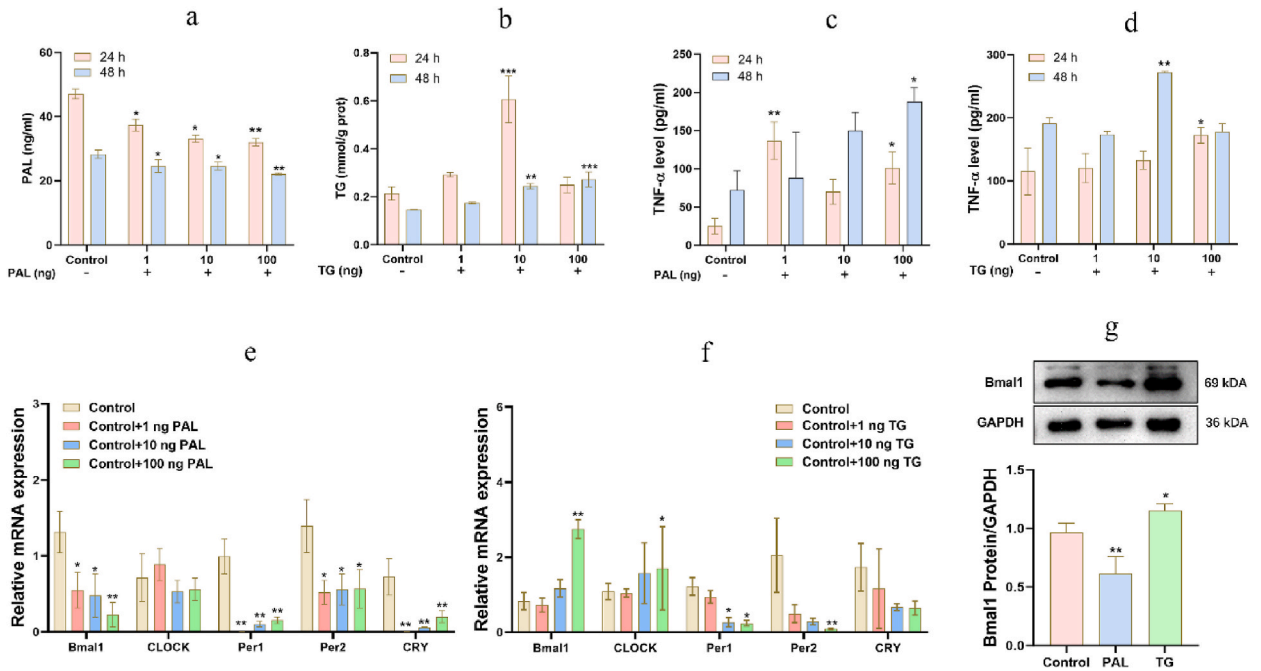 a
24 h
48 h
PAL (ng/ml)
60
40
20
0
* * **
* * **
Control 1 10 100
PAL (ng) - + + +
b
24 h
48 h
TG (mmol/g prot)
0.8
0.6
0.4
0.2
0.0
***
** ***
Control 1 10 100
TG (ng) - + + +
c
24 h
48 h
TNF-α level (pg/ml)
250
200
150
100
50
0
** * *
Control 1 10 100
PAL (ng) - + + +
d
24 h
48 h
TNF-α level (pg/ml)
300
200
100
0
** *
Control 1 10 100
TG (ng) - + + +
e
Control
Control+1 ng PAL
Control+10 ng PAL
Control+100 ng PAL
Relative mRNA expression
3
2
1
0
* * **
** ** **
* * *
** ** **
Bmal1 CLOCK Per1 Per2 CRY
f
Control
Control+1 ng TG
Control+10 ng TG
Control+100 ng TG
Relative mRNA expression
6
4
2
0
** * * * **
Bmal1 CLOCK Per1 Per2 CRY
g
Bmal1 69 kDA
GAPDH 36 kDA
Bmal1 Protein/GAPDH
1.5
1.0
0.5
0.0
** *
Control PAL TG